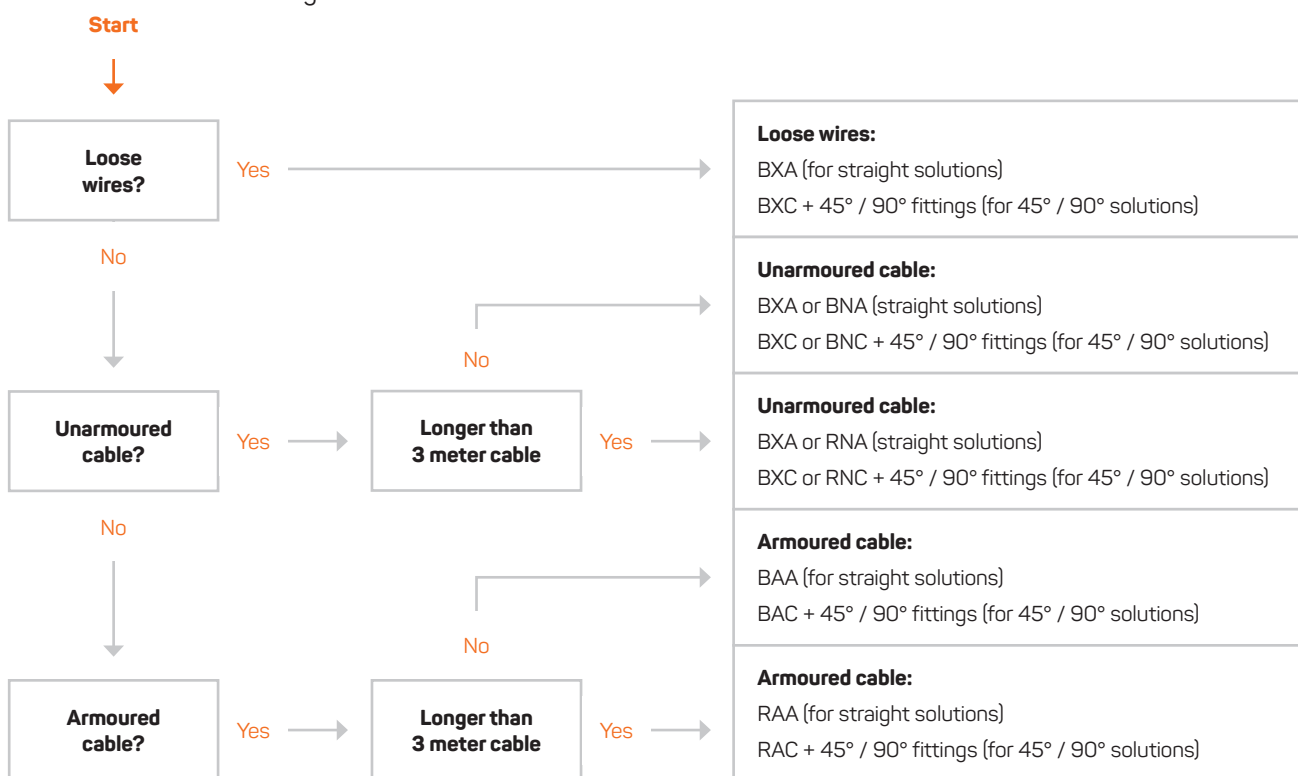 Start
Loose
wires?
Yes
Loose wires:
BXA (for straight solutions)
BXC + 45° / 90° fittings (for 45° / 90° solutions)
No
Unarmoured cable:
BXA or BNA (straight solutions)
BXC or BNC + 45° / 90° fittings (for 45° / 90° solutions)
No
Unarmoured
cable?
Yes
Longer than
3 meter cable
Yes
Unarmoured cable:
BXA or RNA (straight solutions)
BXC or RNC + 45° / 90° fittings (for 45° / 90° solutions)
No
Armoured cable:
BAA (for straight solutions)
BAC + 45° / 90° fittings (for 45° / 90° solutions)
No
Armoured
cable?
Yes
Longer than
3 meter cable
Yes
Armoured cable:
RAA (for straight solutions)
RAC + 45° / 90° fittings (for 45° / 90° solutions)